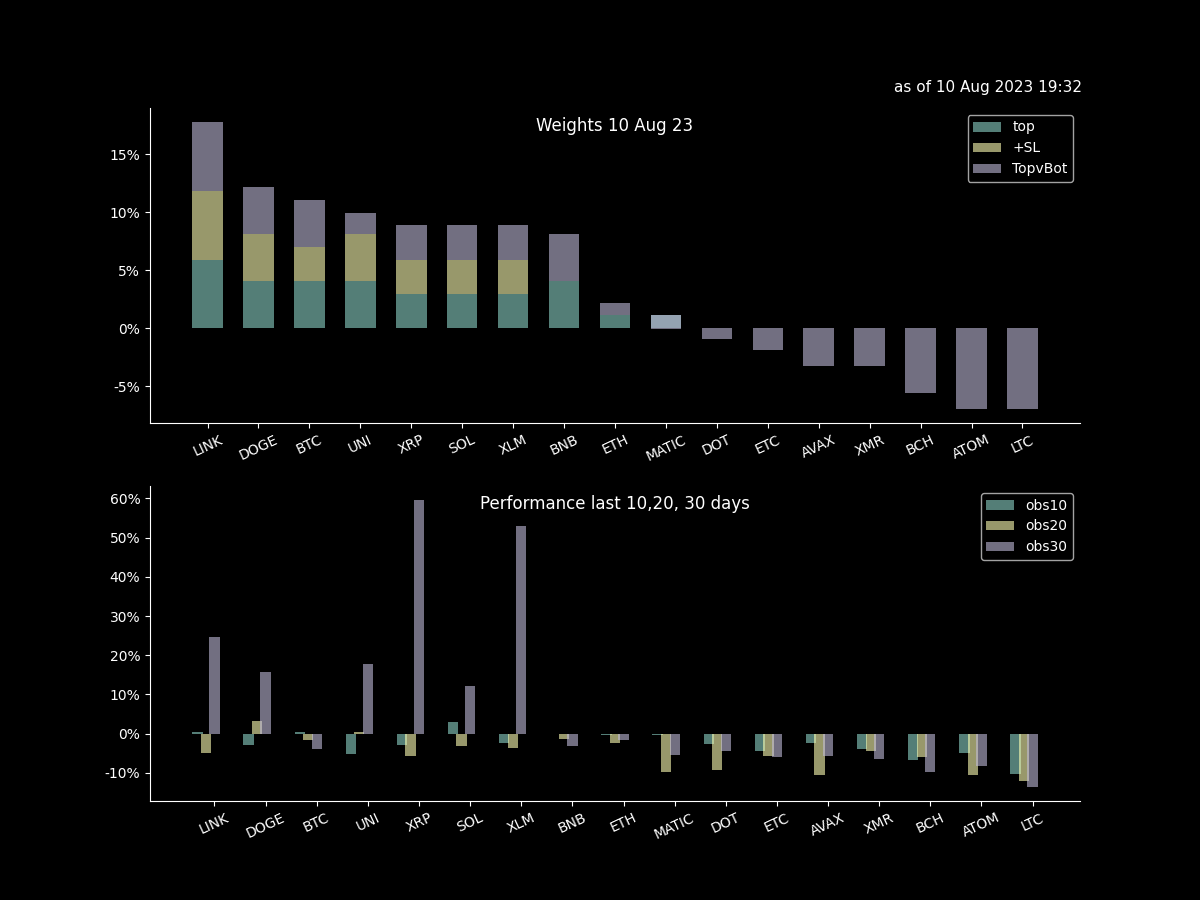 as of 10 Aug 2023 19:32
Weights 10 Aug 23
top
+SL
TopvBot
15%
10%
5%
0%
-5%
LINK DOGE BTC UNI XRP SOL XLM BNB ETH MATIC DOT ETC AVAX XMR BCH ATOM LTC
Performance last 10,20, 30 days
obs10
obs20
obs30
60%
50%
40%
30%
20%
10%
0%
-10%
LINK DOGE BTC UNI XRP SOL XLM BNB ETH MATIC DOT ETC AVAX XMR BCH ATOM LTC